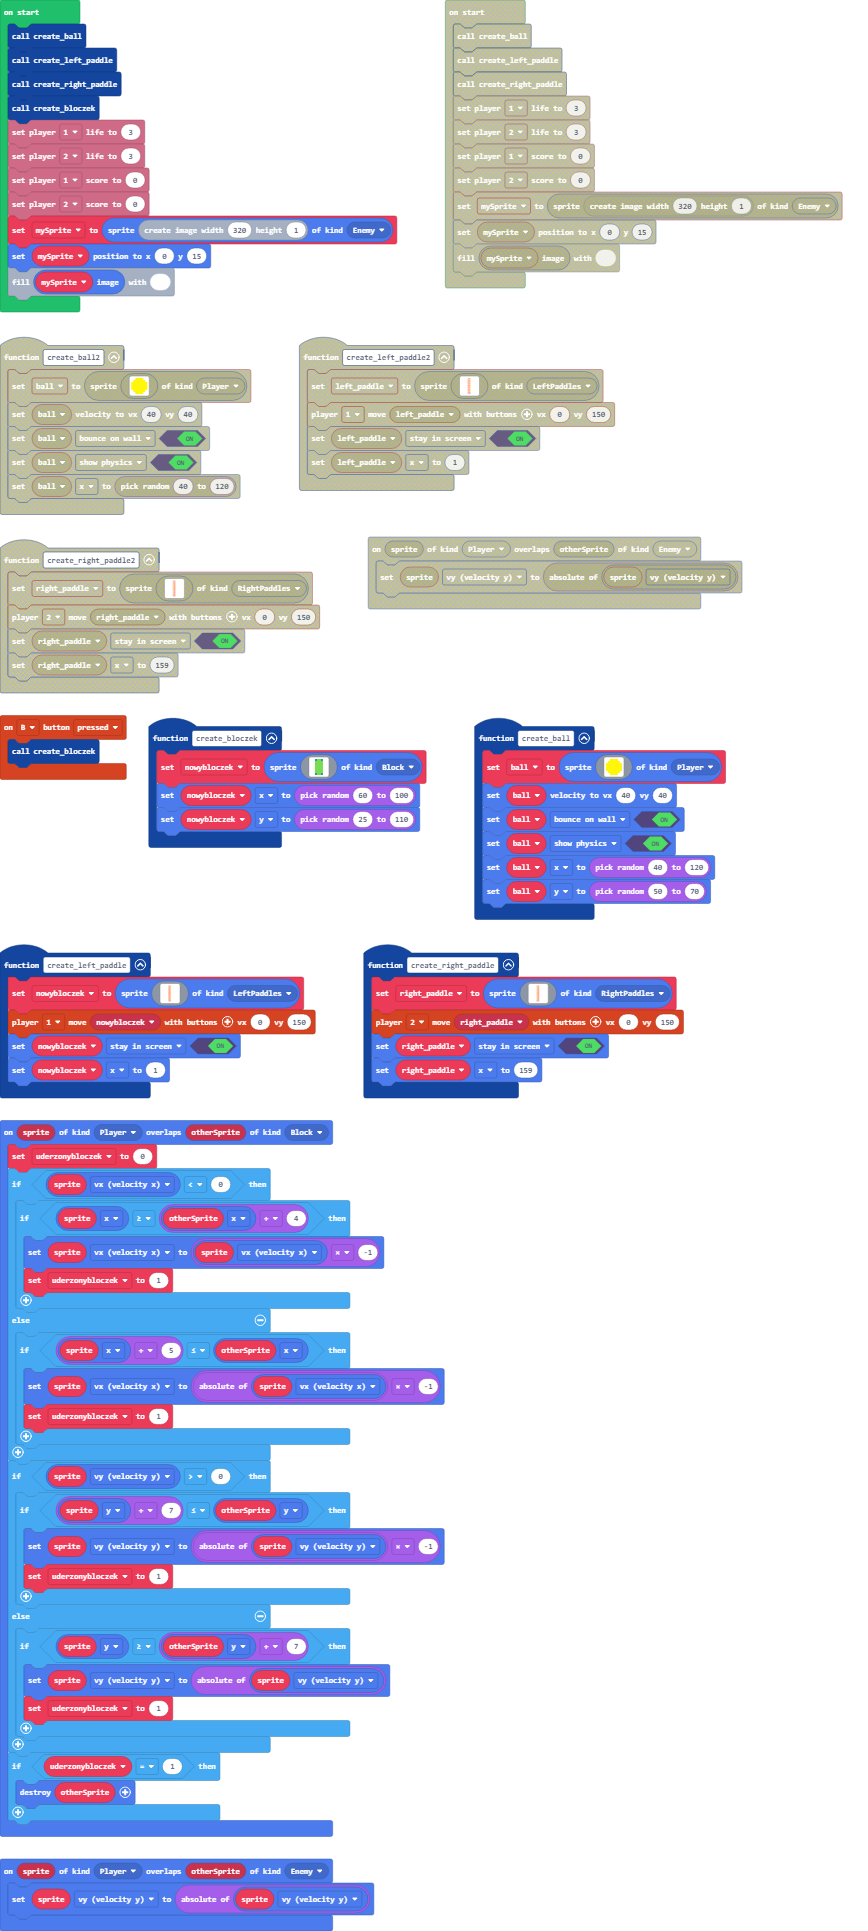 on start
call create_ball
call create_left_paddle
call create_right_paddle
call create_bloczek
set player 1 life to 3
set player 2 life to 3
set player 1 score to 0
set player 2 score to 0
set mySprite to sprite create image width 320 height 1 of kind Enemy
set mySprite position to x 0 y 15
fill mySprite image with
on start
call create_ball
call create_left_paddle
call create_right_paddle
set player 1 life to 3
set player 2 life to 3
set player 1 score to 0
set player 2 score to 0
set mySprite to sprite create image width 320 height 1 of kind Enemy
set mySprite position to x 0 y 15
fill mySprite image with
function create_ball2
set ball to sprite of kind Player
set ball velocity to vx 40 vy 40
set ball bounce on wall ON
set ball show physics ON
set ball x to pick random 40 to 120
function create_left_paddle2
set left_paddle to sprite of kind LeftPaddles
player 1 move left_paddle with buttons + vx 0 vy 150
set left_paddle stay in screen ON
set left_paddle x to 1
function create_right_paddle2
set right_paddle to sprite of kind RightPaddles
player 2 move right_paddle with buttons + vx 0 vy 150
set right_paddle stay in screen ON
set right_paddle x to 159
on sprite of kind Player overlaps otherSprite of kind Enemy
set sprite vy (velocity y) to absolute of sprite vy (velocity y)
on B button pressed
call create_bloczek
function create_bloczek
set nowybloczek to sprite of kind Block
set nowybloczek x to pick random 60 to 100
set nowybloczek y to pick random 25 to 110
function create_ball
set ball to sprite of kind Player
set ball velocity to vx 40 vy 40
set ball bounce on wall ON
set ball show physics ON
set ball x to pick random 40 to 120
set ball y to pick random 50 to 70
function create_left_paddle
set nowybloczek to sprite of kind LeftPaddles
player 1 move nowybloczek with buttons + vx 0 vy 150
set nowybloczek stay in screen ON
set nowybloczek x to 1
function create_right_paddle
set right_paddle to sprite of kind RightPaddles
player 2 move right_paddle with buttons + vx 0 vy 150
set right_paddle stay in screen ON
set right_paddle x to 159
on sprite of kind Player overlaps otherSprite of kind Block
set uderzonybloczek to 0
if sprite vx (velocity x) < 0 then
if sprite x ≥ otherSprite x + 4 then
set sprite vx (velocity x) to sprite vx (velocity x) × -1
set uderzonybloczek to 1
else
if sprite x + 5 ≤ otherSprite x then
set sprite vx (velocity x) to absolute of sprite vx (velocity x) × -1
set uderzonybloczek to 1
if sprite vy (velocity y) > 0 then
if sprite y + 7 ≤ otherSprite y then
set sprite vy (velocity y) to absolute of sprite vy (velocity y) × -1
set uderzonybloczek to 1
else
if sprite y ≥ otherSprite y + 7 then
set sprite vy (velocity y) to absolute of sprite vy (velocity y)
set uderzonybloczek to 1
if uderzonybloczek = 1 then
destroy otherSprite +
on sprite of kind Player overlaps otherSprite of kind Enemy
set sprite vy (velocity y) to absolute of sprite vy (velocity y)